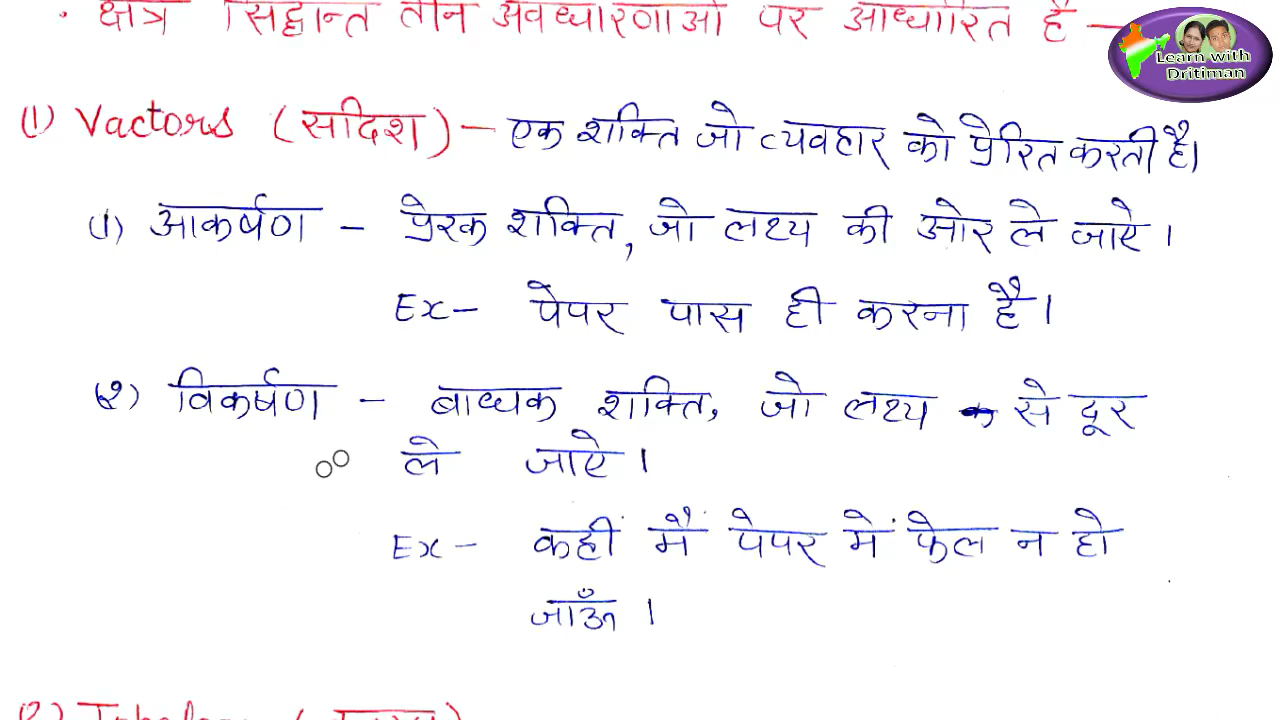 . क्षेत्र सिद्धान्त तीन अवधारणाओं पर आधारित है –
Learn with
Dritiman
(1) Vactors (सदिश) – एक शक्ति जो व्यवहार को प्रेरित करती है।
(1) आकर्षण – प्रेरक शक्ति, जो लक्ष्य की ओर ले जाऐ।
Ex – पेपर पास ही करना है।
(२) विकर्षण – बाधक शक्ति, जो लक्ष्य से दूर
ले जाऐ।
Ex – कहीं मैं पेपर में फेल न हो
जाऊँ।